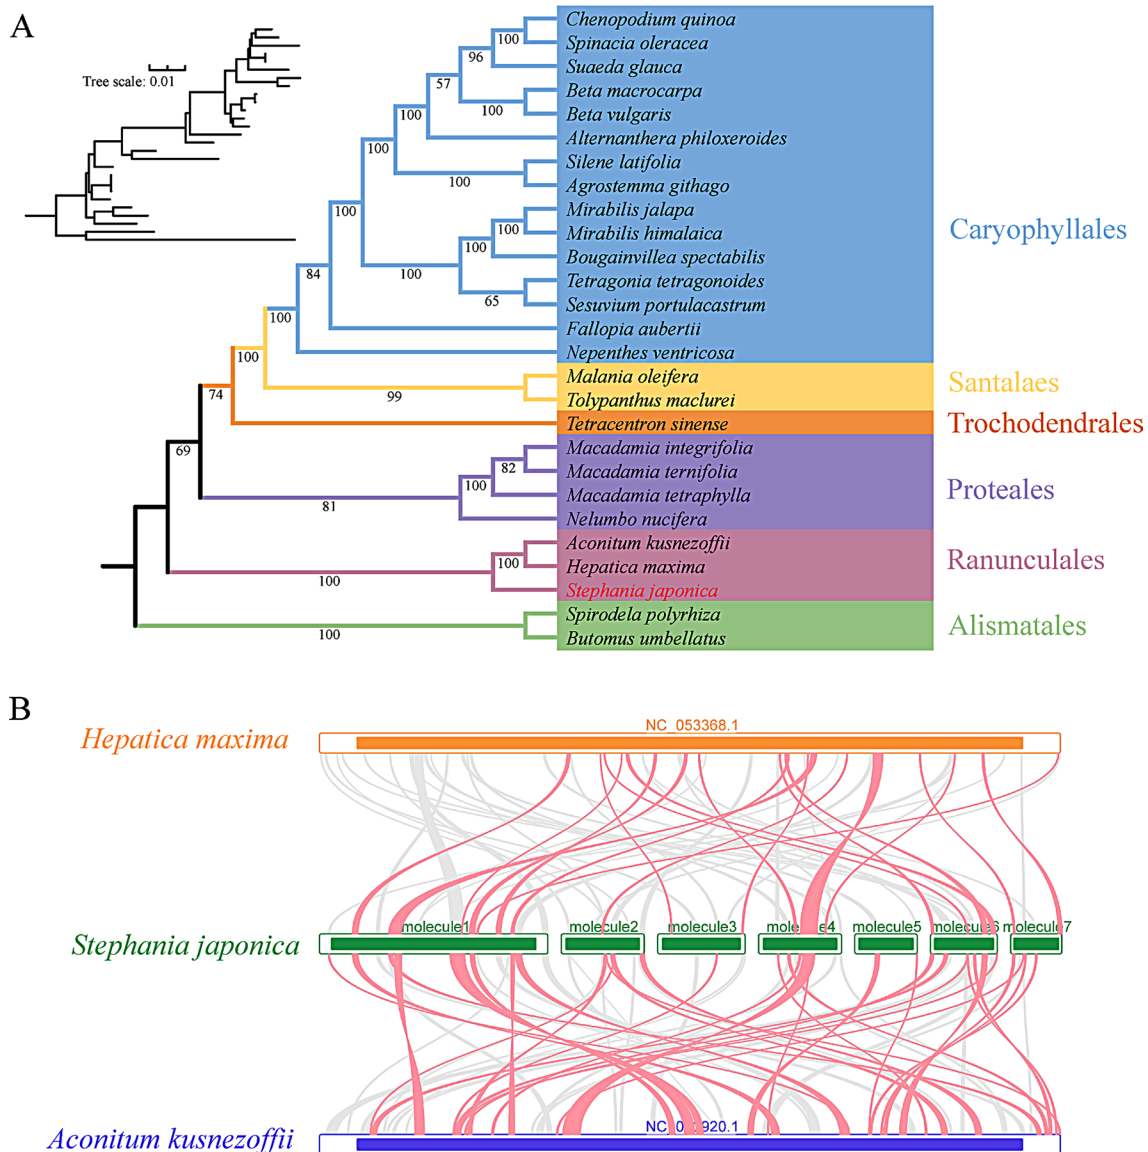 A
Tree scale: 0.01
Chenopodium quinoa
100
Spinacia oleracea
96
Suaeda glauca
57
Beta macrocarpa
100
100
Beta vulgaris
Alternanthera philoxeroides
100
Silene latifolia
100
Agrostemma githago
100
Mirabilis jalapa
100
Mirabilis himalaica
100
Caryophyllales
Bougainvillea spectabilis
84
100
Tetragonia tetragonoides
65
Sesuvium portulacastrum
100
Fallopia aubertii
100
Nepenthes ventricosa
Malania oleifera
Santalaes
74
99
Tolypanthus maclurei
Tetracentron sinense
Trochodendrales
69
Macadamia integrifolia
82
Macadamia ternifolia
100
Proteales
81
Macadamia tetraphylla
Nelumbo nucifera
Aconitum kusnezoffii
100
Hepatica maxima
Ranunculales
100
Stephania japonica
Spirodela polyrhiza
Alismatales
100
Butomus umbellatus
B
NC_053368.1
Hepatica maxima
molecule1 molecule2 molecule3 molecule5 molecule6 molecule7
Stephania japonica
Aconitum kusnezoffii